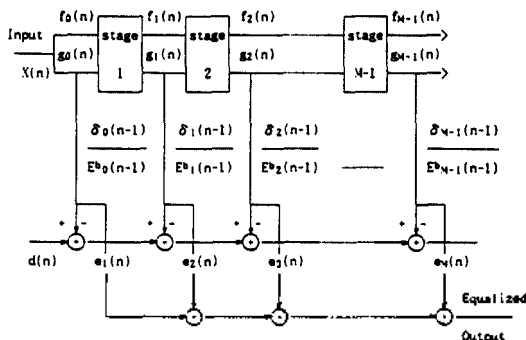 f₀(n) f₁(n) f₂(n) fM-1(n)
Input stage stage stage
g₀(n) g₁(n) g₂(n) gM-1(n)
X(n) 1 2 M-1
δ₀(n-1) δ₁(n-1) δ₂(n-1) δM-1(n-1)
Eᵇ₀(n-1) Eᵇ₁(n-1) Eᵇ₂(n-1) EᵇM-1(n-1)
+ - + - + - + -
d(n) e₁(n) e₂(n) e₃(n) eM(n)
Equalized
Output